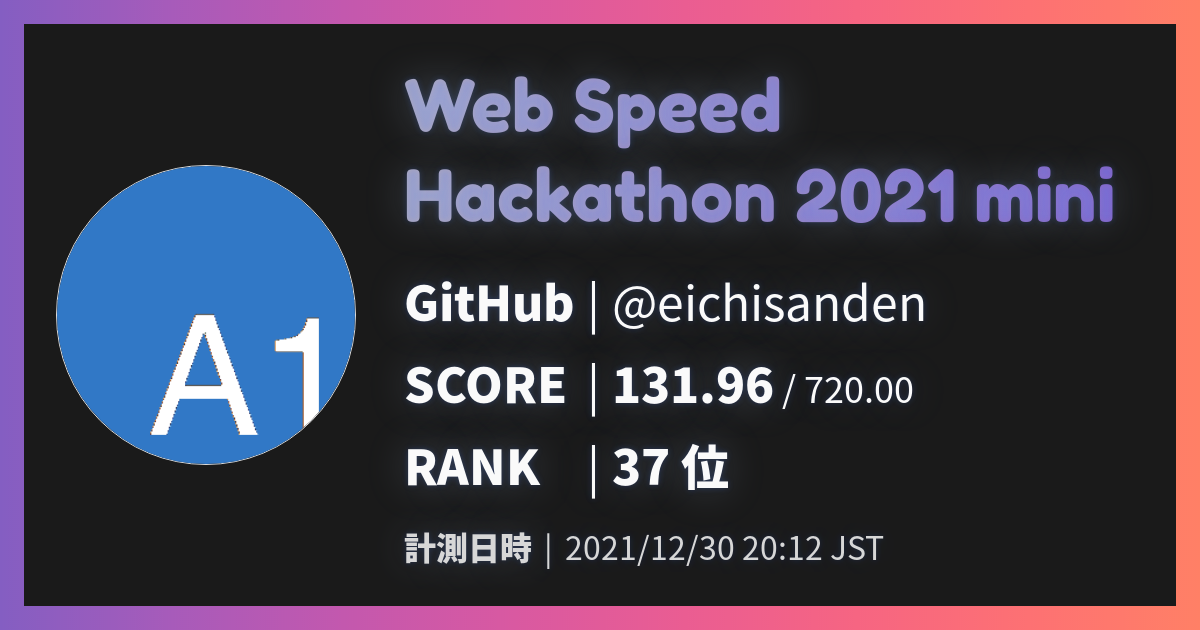 Web Speed
Hackathon 2021 mini
A1
GitHub | @eichisanden
SCORE | 131.96 / 720.00
RANK | 37 位
計測日時 | 2021/12/30 20:12 JST